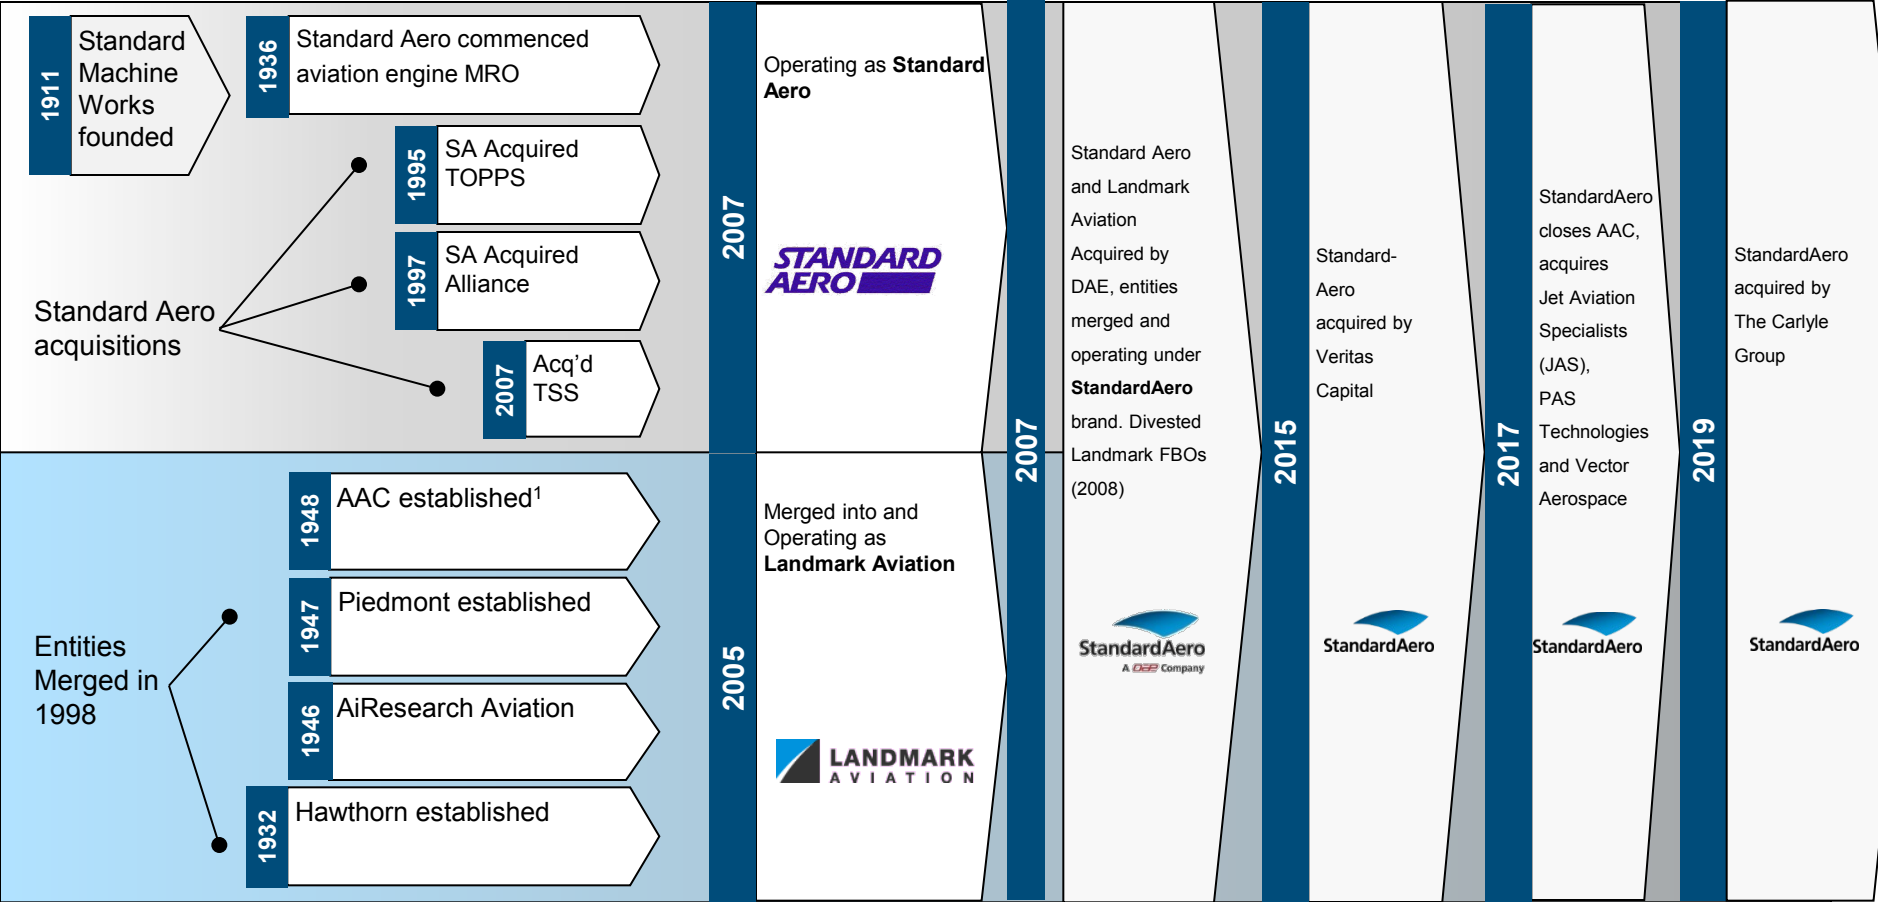 1911
Standard
Machine
Works
founded
1936
Standard Aero commenced
aviation engine MRO
1995
SA Acquired
TOPPS
1997
SA Acquired
Alliance
2007
Acq’d
TSS
Standard Aero
acquisitions
1948
AAC established¹
1947
Piedmont established
1946
AiResearch Aviation
1932
Hawthorn established
Entities
Merged in
1998
2007
Operating as Standard
Aero
STANDARD
AERO
2005
Merged into and
Operating as
Landmark Aviation
LANDMARK
AVIATION
2007
Standard Aero
and Landmark
Aviation
Acquired by
DAE, entities
merged and
operating under
StandardAero
brand. Divested
Landmark FBOs
(2008)
StandardAero
A DAE Company
2015
Standard-
Aero
acquired by
Veritas
Capital
StandardAero
2017
StandardAero
closes AAC,
acquires
Jet Aviation
Specialists
(JAS),
PAS
Technologies
and Vector
Aerospace
StandardAero
2019
StandardAero
acquired by
The Carlyle
Group
StandardAero